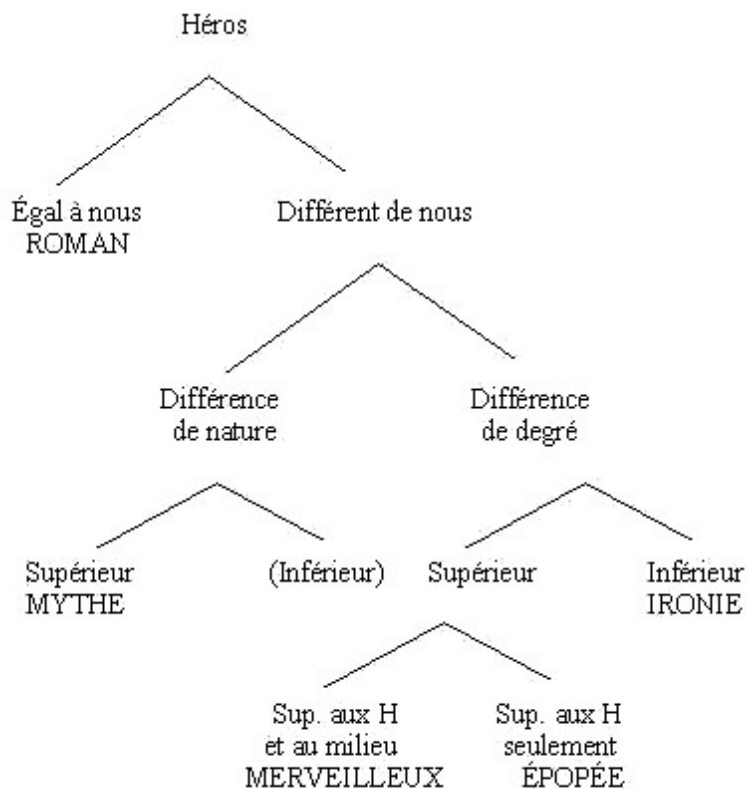 Héros
Égal à nous
ROMAN
Différent de nous
Différence
de nature
Différence
de degré
Supérieur
MYTHE
(Inférieur)
Supérieur
Inférieur
IRONIE
Sup. aux H
et au milieu
MERVEILLEUX
Sup. aux H
seulement
ÉPOPÉE